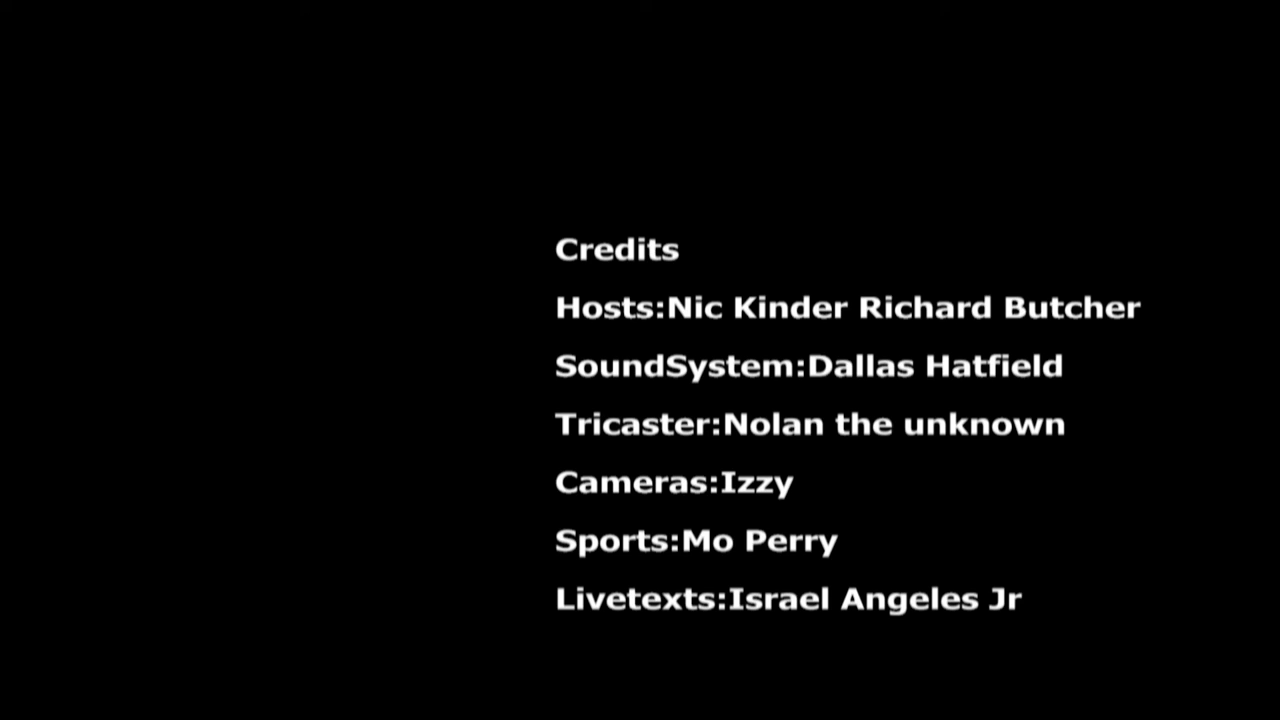 Credits
Hosts:Nic Kinder Richard Butcher
SoundSystem:Dallas Hatfield
Tricaster:Nolan the unknown
Cameras:Izzy
Sports:Mo Perry
Livetexts:Israel Angeles Jr